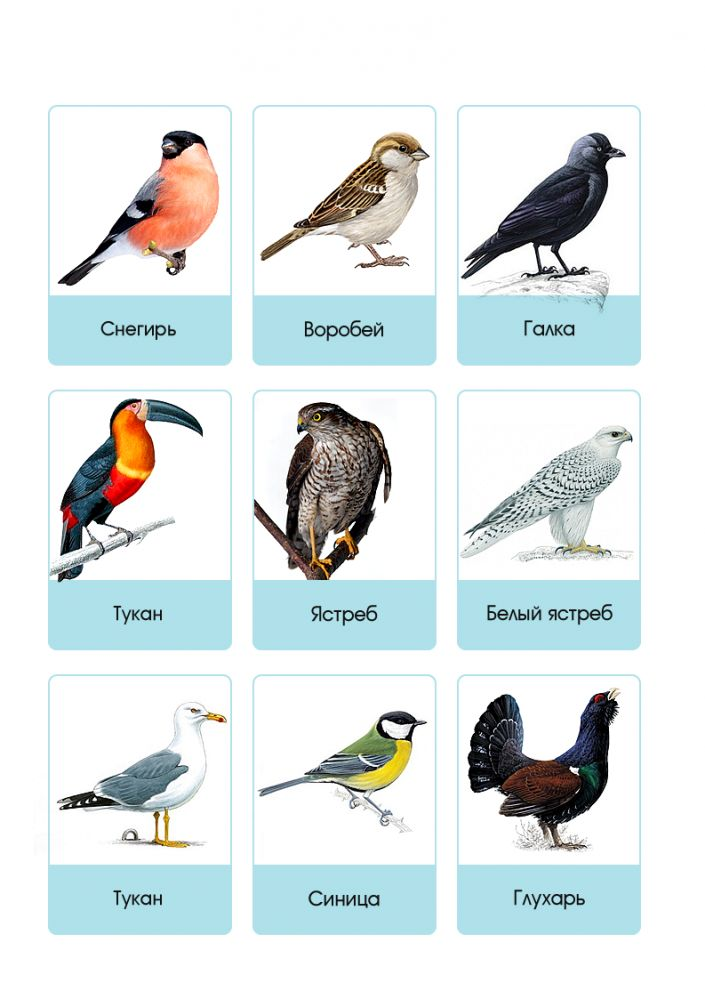 Снегирь
Воробей
Галка
Тукан
Ястреб
Белый ястреб
Тукан
Синица
Глухарь